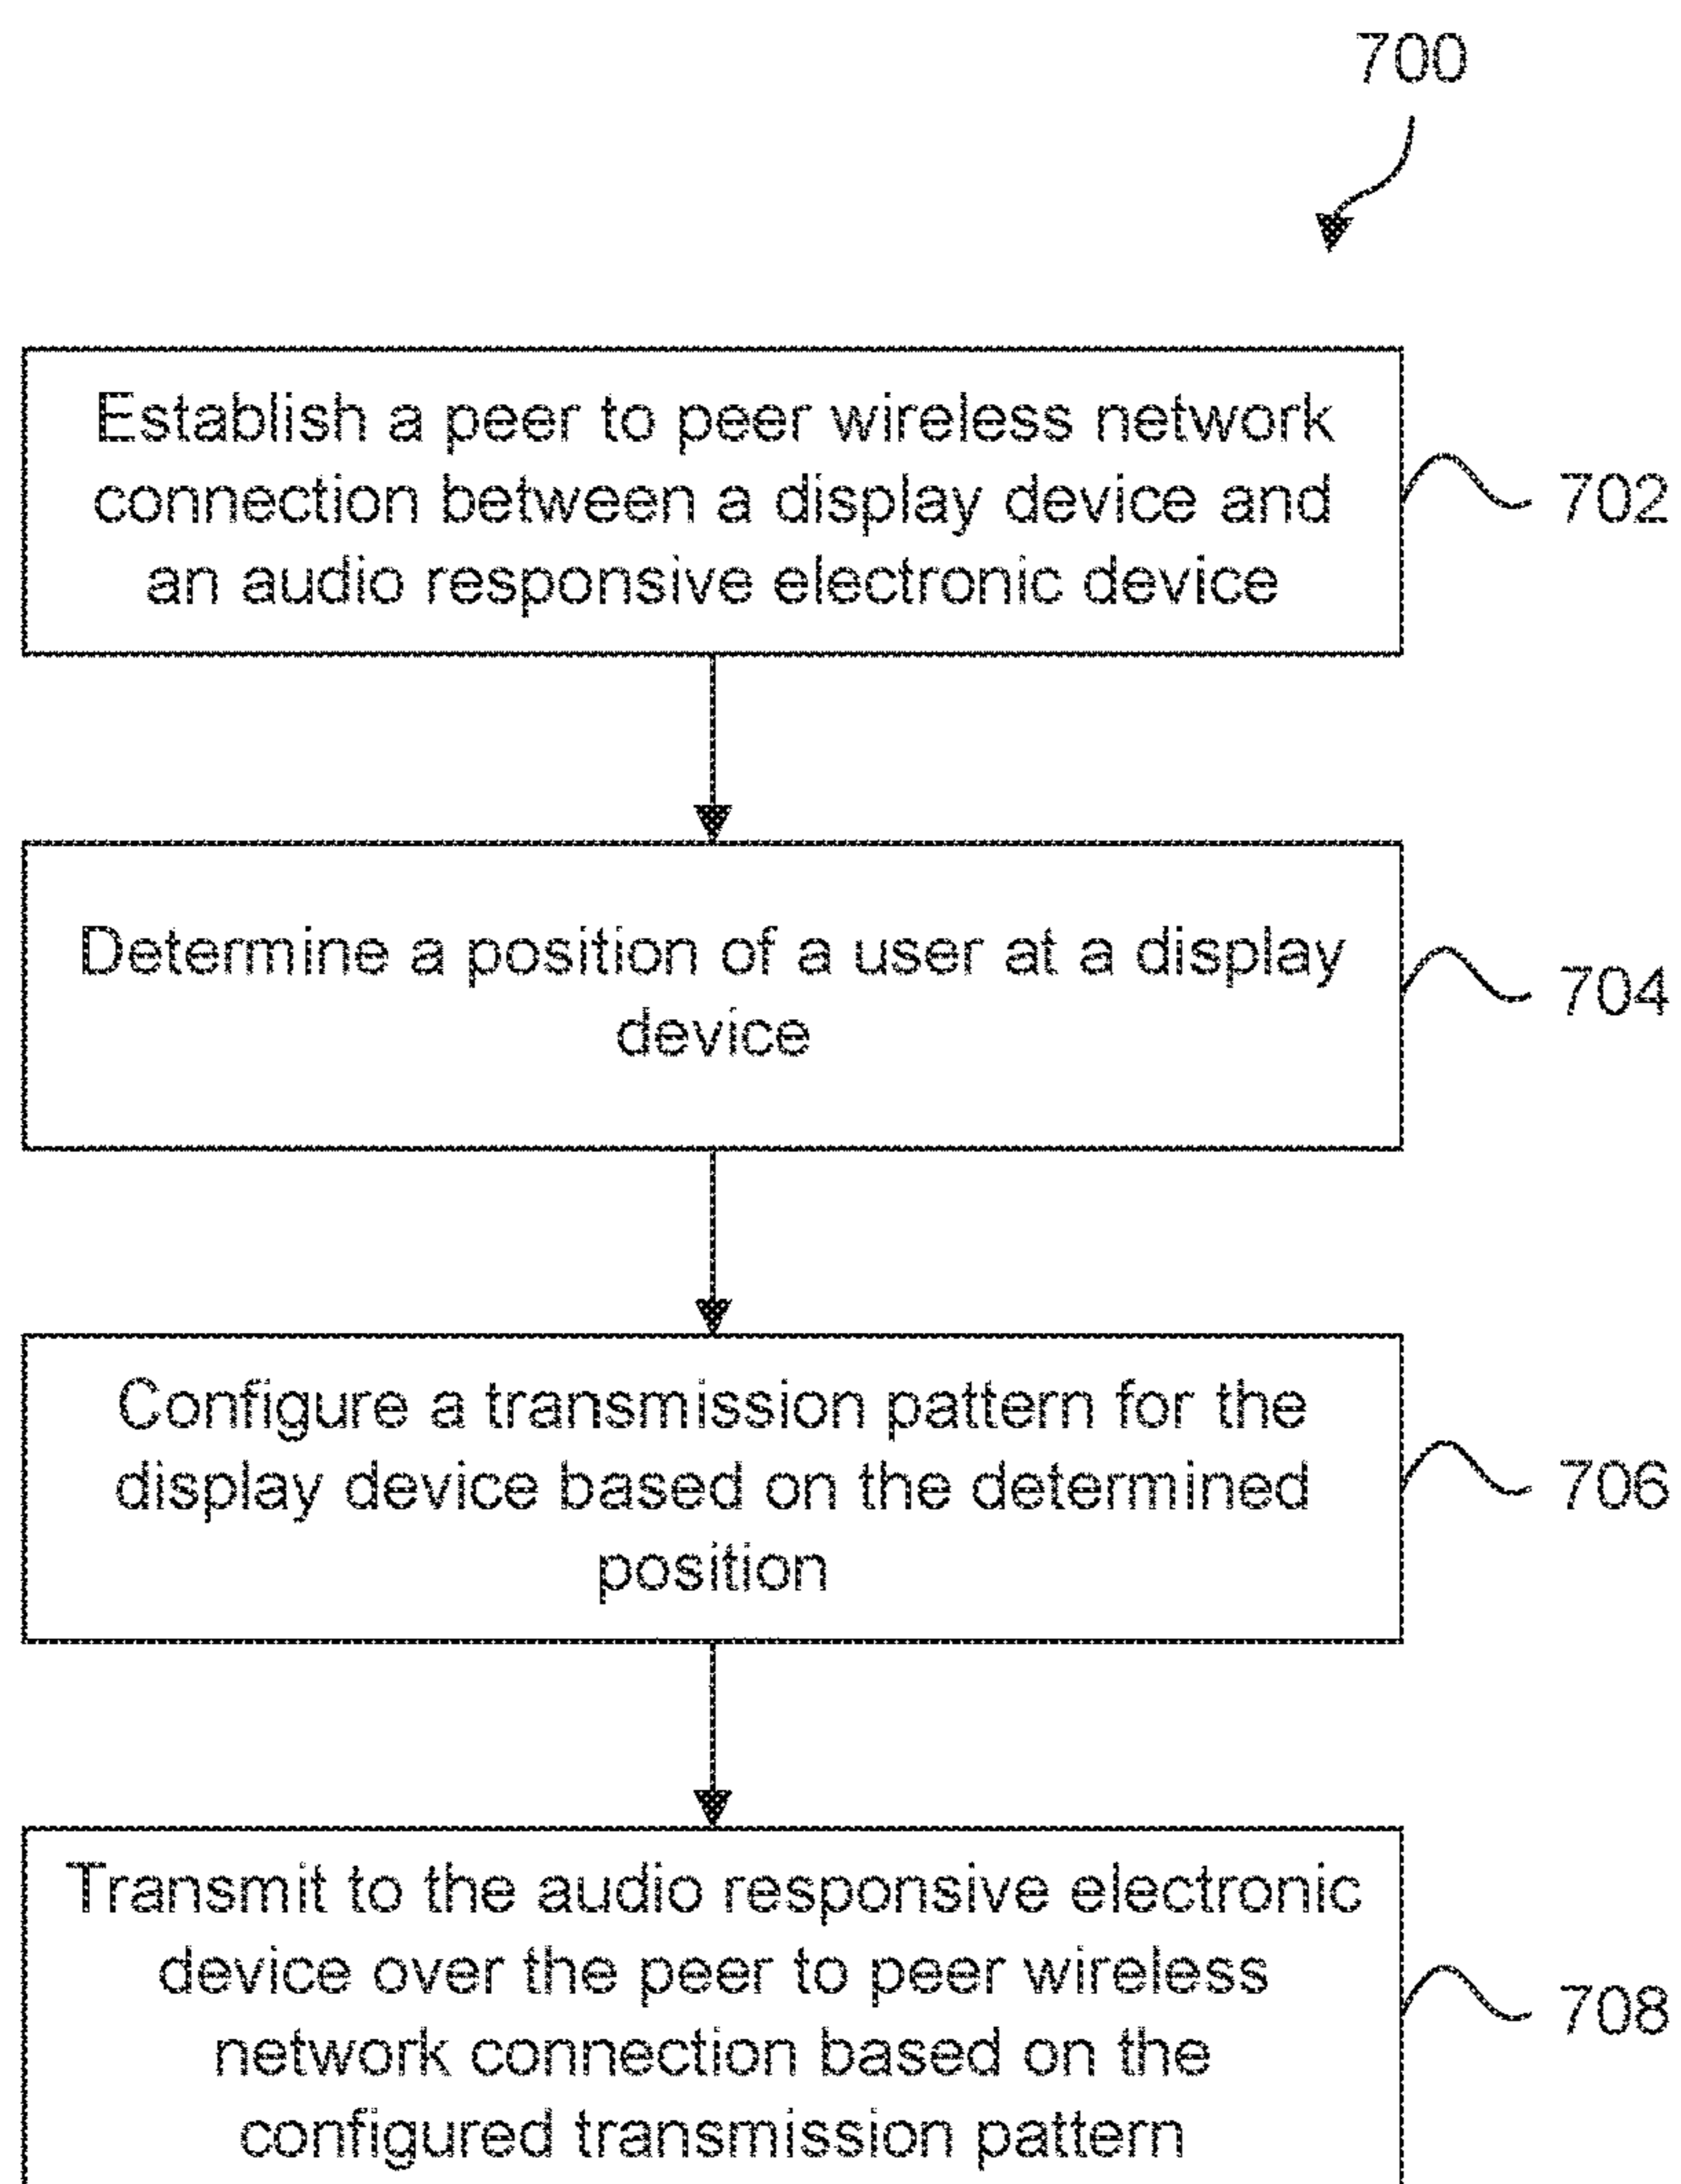 700
Establish a peer to peer wireless network
connection between a display device and
an audio responsive electronic device
702
Determine a position of a user at a display
device
704
Configure a transmission pattern for the
display device based on the determined
position
706
Transmit to the audio responsive electronic
device over the peer to peer wireless
network connection based on the
configured transmission pattern
708